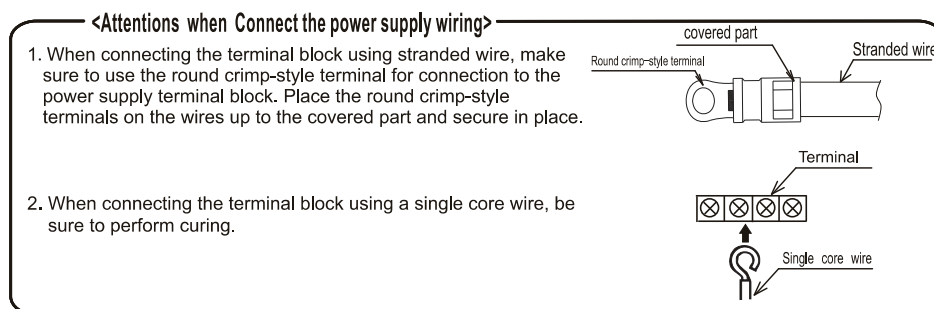 <Attentions when Connect the power supply wiring>
1. When connecting the terminal block using stranded wire, make
sure to use the round crimp-style terminal for connection to the
power supply terminal block. Place the round crimp-style
terminals on the wires up to the covered part and secure in place.
covered part
Stranded wire
Round crimp-style terminal
2. When connecting the terminal block using a single core wire, be
sure to perform curing.
Terminal
Single core wire